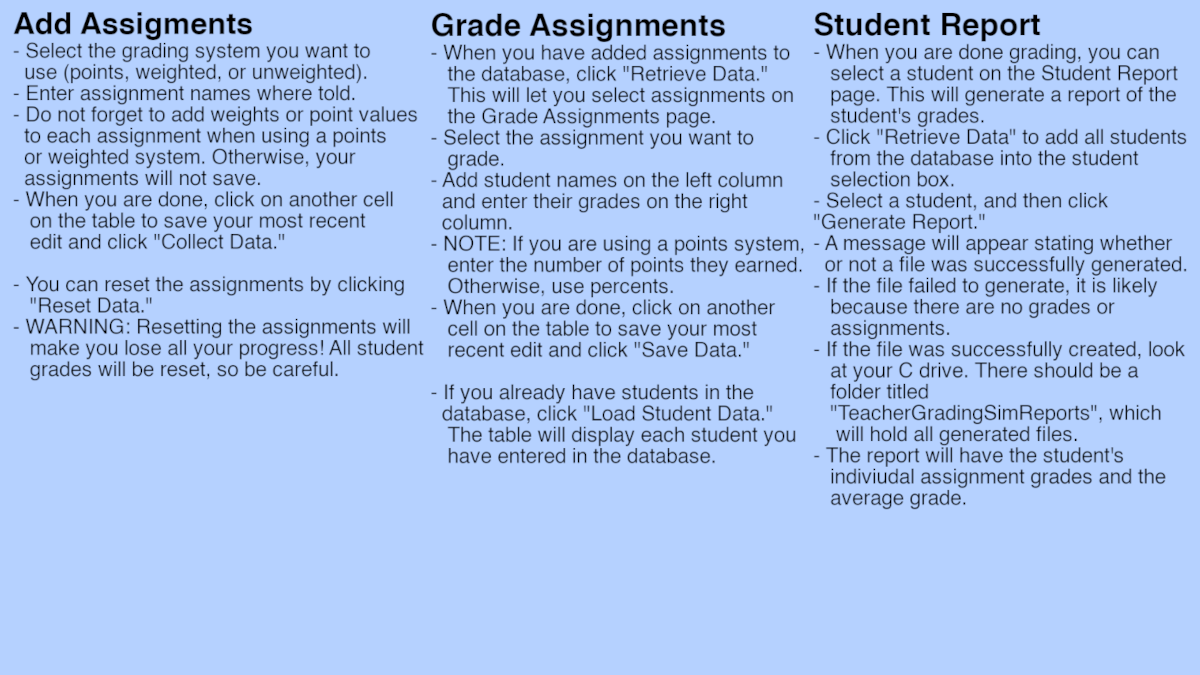 Add Assigments
- Select the grading system you want to
use (points, weighted, or unweighted).
- Enter assignment names where told.
- Do not forget to add weights or point values
to each assignment when using a points
or weighted system. Otherwise, your
assignments will not save.
- When you are done, click on another cell
on the table to save your most recent
edit and click "Collect Data."
- You can reset the assignments by clicking
"Reset Data."
- WARNING: Resetting the assignments will
make you lose all your progress! All student
grades will be reset, so be careful.
Grade Assignments
- When you have added assignments to
the database, click "Retrieve Data."
This will let you select assignments on
the Grade Assignments page.
- Select the assignment you want to
grade.
- Add student names on the left column
and enter their grades on the right
column.
- NOTE: If you are using a points system,
enter the number of points they earned.
Otherwise, use percents.
- When you are done, click on another
cell on the table to save your most
recent edit and click "Save Data."
- If you already have students in the
database, click "Load Student Data."
The table will display each student you
have entered in the database.
Student Report
- When you are done grading, you can
select a student on the Student Report
page. This will generate a report of the
student's grades.
- Click "Retrieve Data" to add all students
from the database into the student
selection box.
- Select a student, and then click
"Generate Report."
- A message will appear stating whether
or not a file was successfully generated.
- If the file failed to generate, it is likely
because there are no grades or
assignments.
- If the file was successfully created, look
at your C drive. There should be a
folder titled
"TeacherGradingSimReports", which
will hold all generated files.
- The report will have the student's
indiviudal assignment grades and the
average grade.